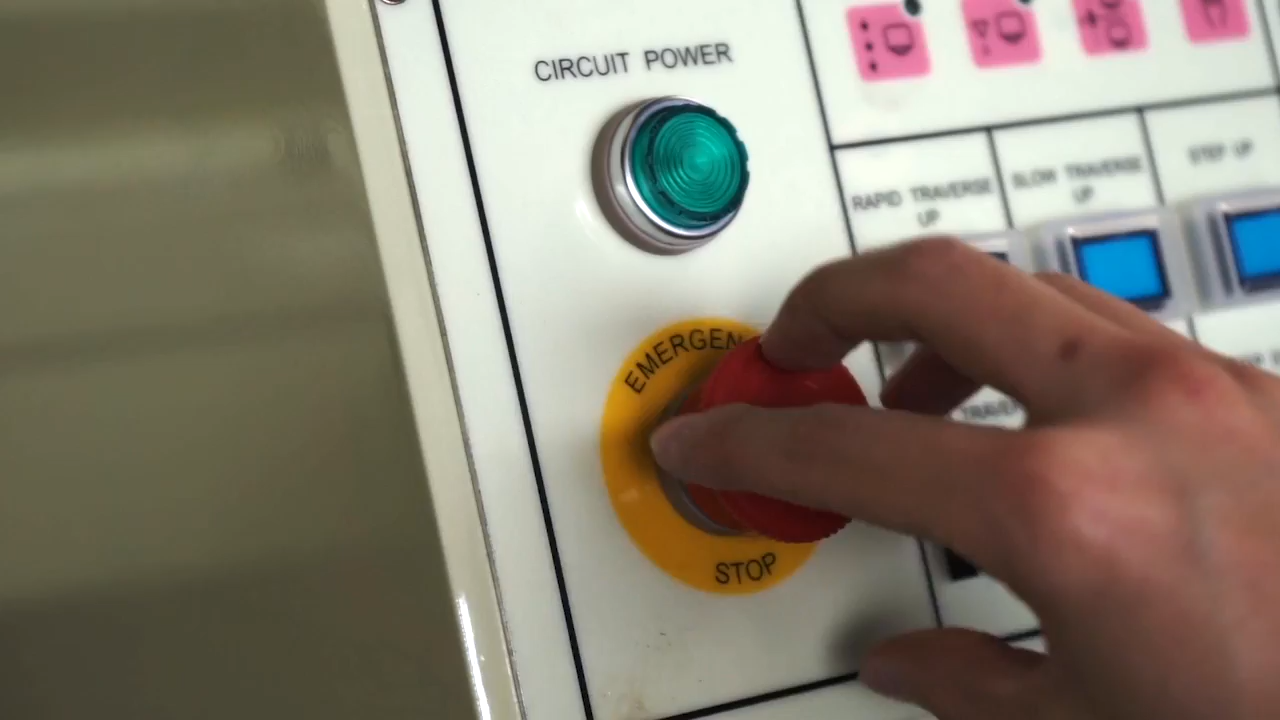 CIRCUIT POWER
RAPID TRAVERSE
UP
SLOW TRAVERSE
UP
STEP UP
EMERGEN
STOP